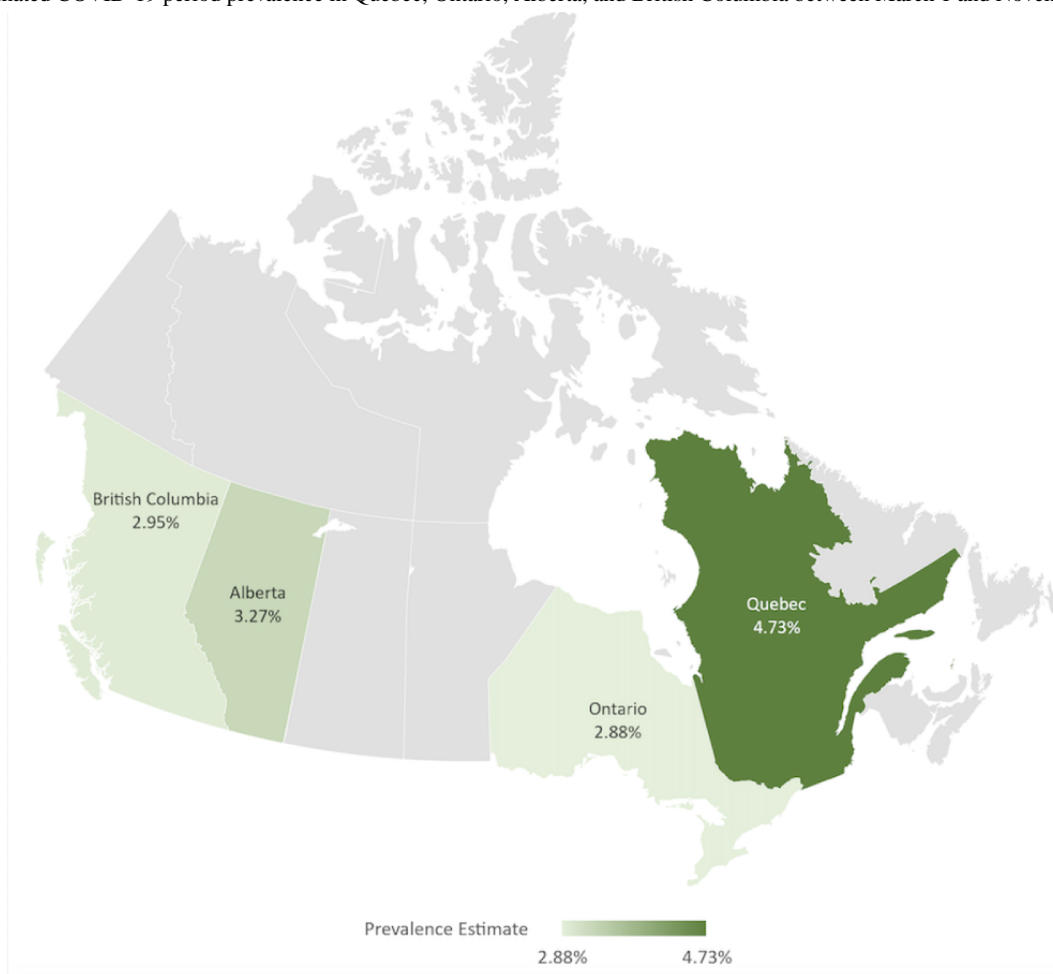 COVID-19 period prevalence in Quebec, Ontario, Alberta, and British Columbia between March 1 and
British Columbia
2.95%
Alberta
3.27%
Quebec
4.73%
Ontario
2.88%
Prevalence Estimate
2.88%
4.73%